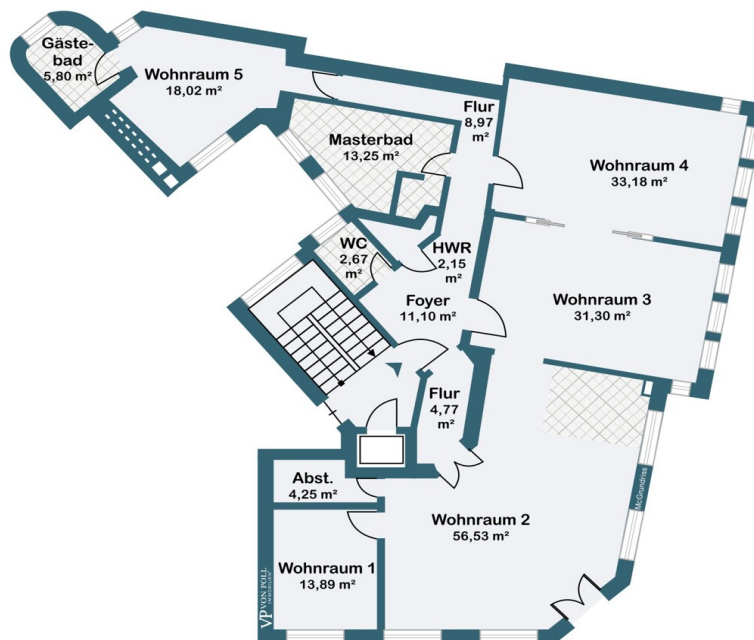 Gäste-
bad
5,80 m²
Wohnraum 5
18,02 m²
Flur
8,97
m²
Masterbad
13,25 m²
Wohnraum 4
33,18 m²
WC
2,67
m²
HWR
2,15
m²
Foyer
11,10 m²
Wohnraum 3
31,30 m²
Flur
4,77
m²
Abst.
4,25 m²
Wohnraum 2
56,53 m²
Wohnraum 1
13,89 m²
McGrundriss
VP VON POLL
IMMOBILIEN